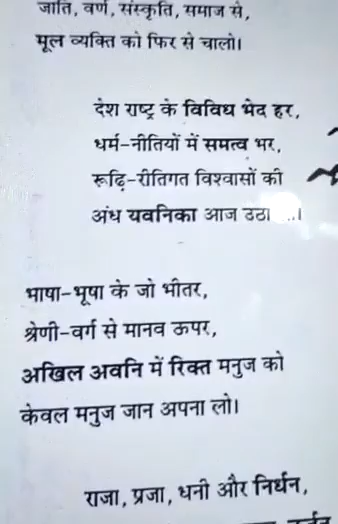 जाति, वर्ण, संस्कृति, समाज से,
मूल व्यक्ति को फिर से चालो।
देश राष्ट्र के विविध भेद हर,
धर्म-नीतियों में समत्व भर,
रूढ़ि-रीतिगत विश्वासों की
अंध यवनिका आज उठा
भाषा-भूषा के जो भीतर,
श्रेणी-वर्ग से मानव ऊपर,
अखिल अवनि में रिक्त मनुज को
केवल मनुज जान अपना लो।
राजा, प्रजा, धनी और निर्धन,